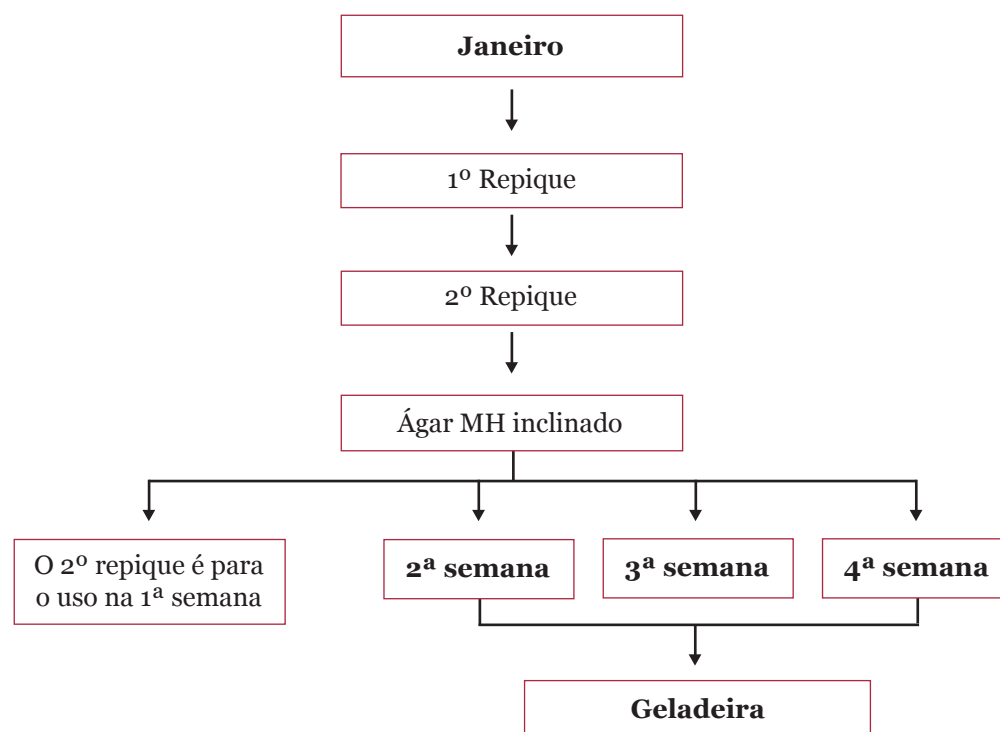 Janeiro
1º Repique
2º Repique
Ágar MH inclinado
O 2º repique é para
o uso na 1ª semana
2ª semana
3ª semana
4ª semana
Geladeira